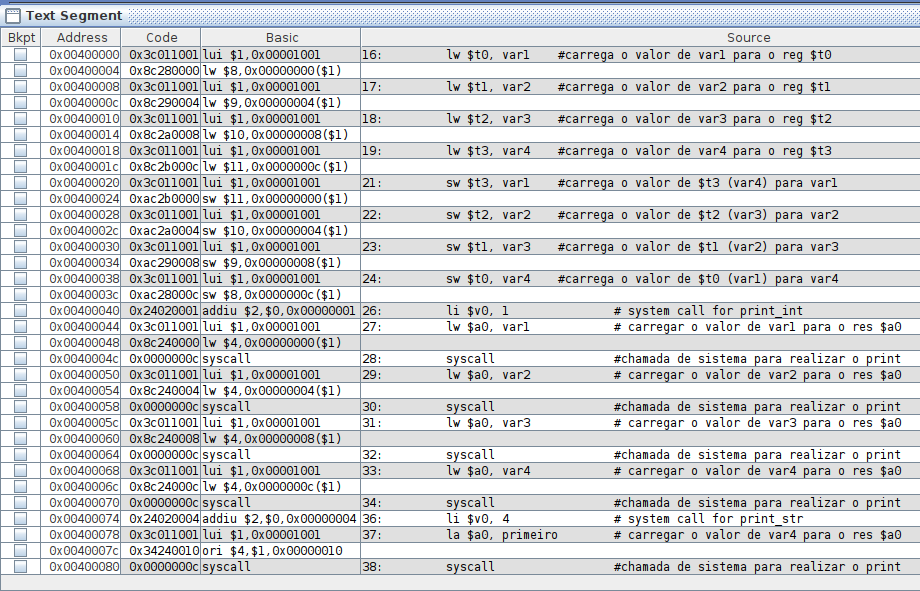 Text Segment
Bkpt Address Code Basic Source
0x00400000 0x3c011001 lui $1,0x00001001 16: lw $t0, var1 #carrega o valor de var1 para o reg $t0
0x00400004 0x8c280000 lw $8,0x00000000($1)
0x00400008 0x3c011001 lui $1,0x00001001 17: lw $t1, var2 #carrega o valor de var2 para o reg $t1
0x0040000c 0x8c290004 lw $9,0x00000004($1)
0x00400010 0x3c011001 lui $1,0x00001001 18: lw $t2, var3 #carrega o valor de var3 para o reg $t2
0x00400014 0x8c2a0008 lw $10,0x00000008($1)
0x00400018 0x3c011001 lui $1,0x00001001 19: lw $t3, var4 #carrega o valor de var4 para o reg $t3
0x0040001c 0x8c2b000c lw $11,0x0000000c($1)
0x00400020 0x3c011001 lui $1,0x00001001 21: sw $t3, var1 #carrega o valor de $t3 (var4) para var1
0x00400024 0xac2b0000 sw $11,0x00000000($1)
0x00400028 0x3c011001 lui $1,0x00001001 22: sw $t2, var2 #carrega o valor de $t2 (var3) para var2
0x0040002c 0xac2a0004 sw $10,0x00000004($1)
0x00400030 0x3c011001 lui $1,0x00001001 23: sw $t1, var3 #carrega o valor de $t1 (var2) para var3
0x00400034 0xac290008 sw $9,0x00000008($1)
0x00400038 0x3c011001 lui $1,0x00001001 24: sw $t0, var4 #carrega o valor de $t0 (var1) para var4
0x0040003c 0xac28000c sw $8,0x0000000c($1)
0x00400040 0x24020001 addiu $2,$0,0x00000001 26: li $v0, 1 # system call for print_int
0x00400044 0x3c011001 lui $1,0x00001001 27: lw $a0, var1 # carregar o valor de var1 para o res $a0
0x00400048 0x8c240000 lw $4,0x00000000($1)
0x0040004c 0x0000000c syscall 28: syscall #chamada de sistema para realizar o print
0x00400050 0x3c011001 lui $1,0x00001001 29: lw $a0, var2 # carregar o valor de var2 para o res $a0
0x00400054 0x8c240004 lw $4,0x00000004($1)
0x00400058 0x0000000c syscall 30: syscall #chamada de sistema para realizar o print
0x0040005c 0x3c011001 lui $1,0x00001001 31: lw $a0, var3 # carregar o valor de var3 para o res $a0
0x00400060 0x8c240008 lw $4,0x00000008($1)
0x00400064 0x0000000c syscall 32: syscall #chamada de sistema para realizar o print
0x00400068 0x3c011001 lui $1,0x00001001 33: lw $a0, var4 # carregar o valor de var4 para o res $a0
0x0040006c 0x8c24000c lw $4,0x0000000c($1)
0x00400070 0x0000000c syscall 34: syscall #chamada de sistema para realizar o print
0x00400074 0x24020004 addiu $2,$0,0x00000004 36: li $v0, 4 # system call for print_str
0x00400078 0x3c011001 lui $1,0x00001001 37: la $a0, primeiro # carregar o valor de var4 para o res $a0
0x0040007c 0x34240010 ori $4,$1,0x00000010
0x00400080 0x0000000c syscall 38: syscall #chamada de sistema para realizar o print